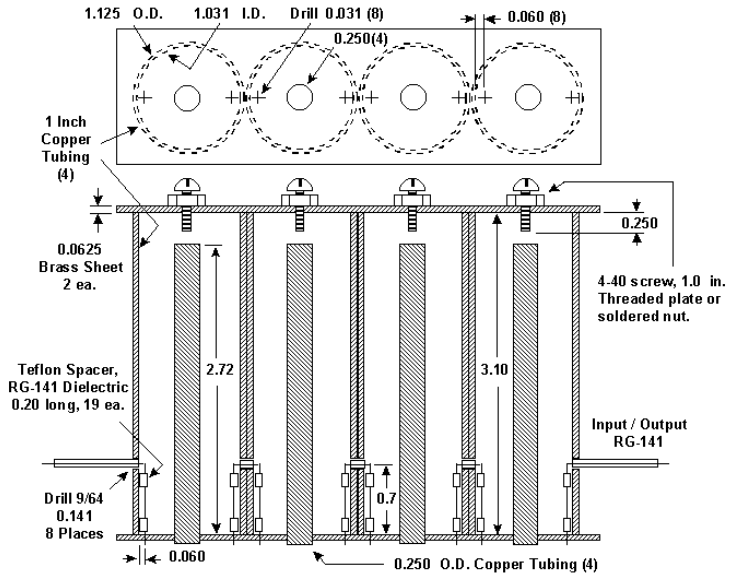 1.125 O.D. 1.031 I.D. Drill 0.031 (8) 0.060 (8)
0.250(4)
1 Inch
Copper
Tubing
(4)
0.250
0.0625
Brass Sheet
2 ea.
4-40 screw, 1.0 in.
Threaded plate or
soldered nut.
Teflon Spacer,
RG-141 Dielectric
0.20 long, 19 ea.
2.72
3.10
Input / Output
RG-141
Drill 9/64
0.141
8 Places
0.7
0.060
0.250 O.D. Copper Tubing (4)